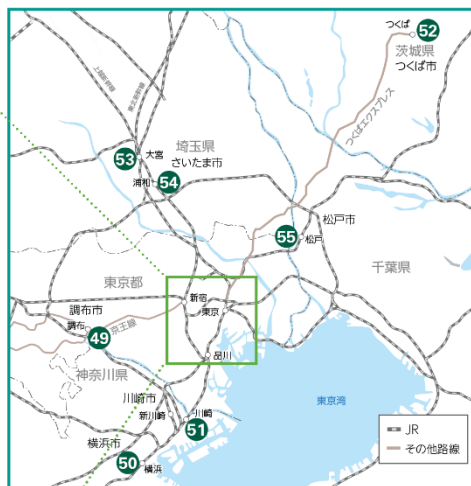 つくば
52
茨城県
つくば市
上越新幹線
東北新幹線
つくばエクスプレス
53
大宮
埼玉県
さいたま市
浦和
54
松戸市
55
松戸
千葉県
東京都
新宿
東京
調布市
調布
京王線
49
品川
神奈川県
川崎市
新川崎
川崎
51
東京湾
横浜市
50
横浜
JR
その他路線